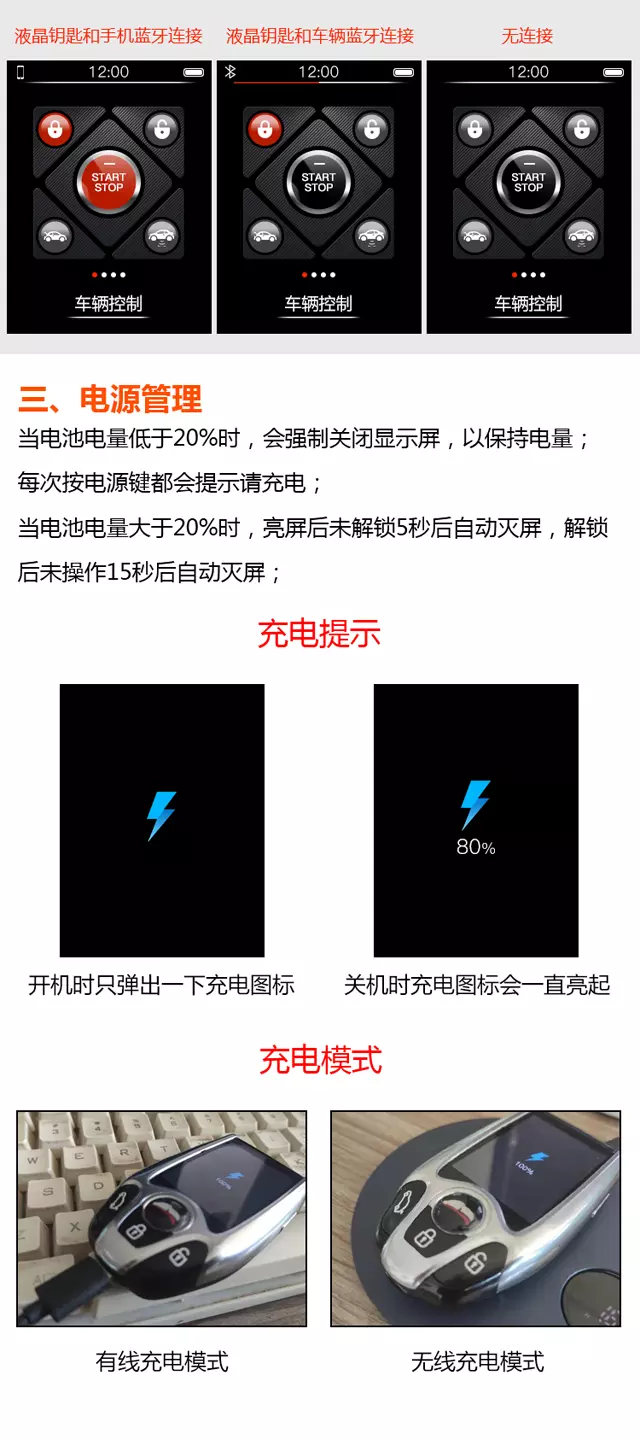 液晶钥匙和手机蓝牙连接
液晶钥匙和车辆蓝牙连接
无连接
12:00
12:00
12:00
START
STOP
START
STOP
START
STOP
车辆控制
车辆控制
车辆控制
三、电源管理
当电池电量低于20%时，会强制关闭显示屏，以保持电量；
每次按电源键都会提示请充电；
当电池电量大于20%时，亮屏后未解锁5秒后自动灭屏，解锁
后未操作15秒后自动灭屏；
充电提示
80%
开机时只弹出一下充电图标
关机时充电图标会一直亮起
充电模式
W
E
R
S
D
X
100%
100%
有线充电模式
无线充电模式